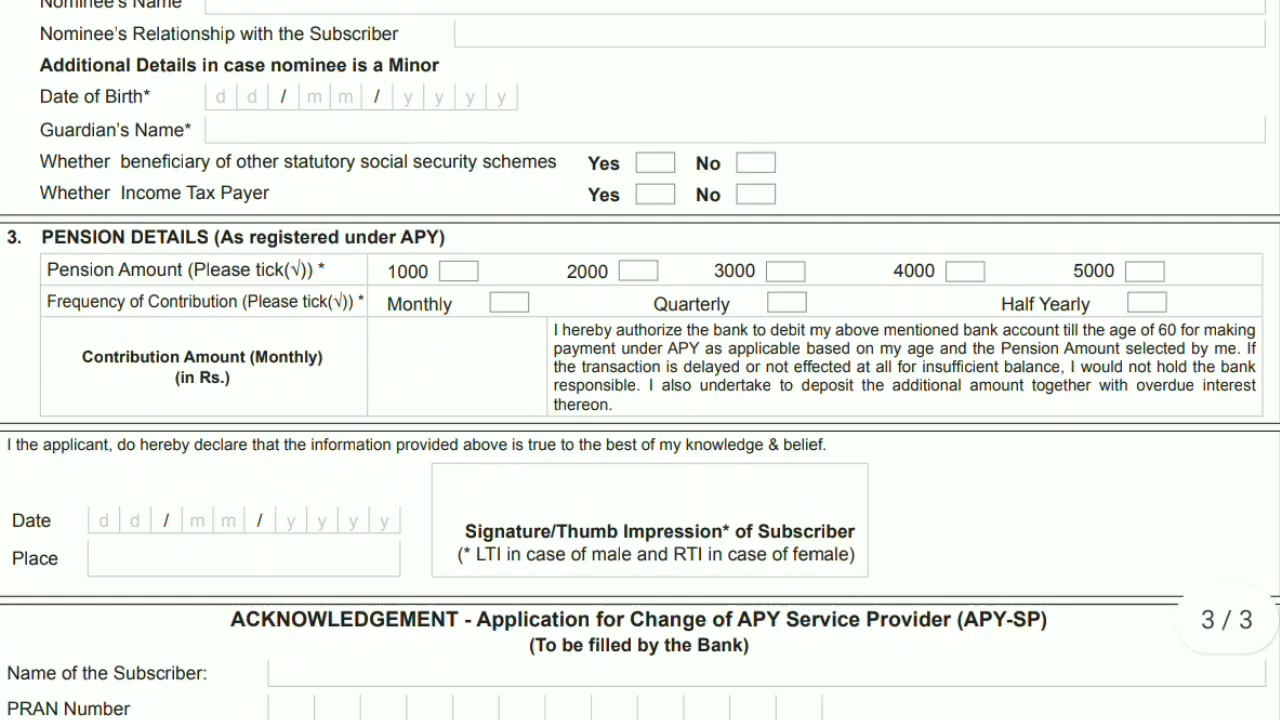 Nominee's Name
Nominee's Relationship with the Subscriber
Additional Details in case nominee is a Minor
Date of Birth* d d / m m / y y y y
Guardian's Name*
Whether beneficiary of other statutory social security schemes Yes No
Whether Income Tax Payer Yes No
3. PENSION DETAILS (As registered under APY)
Pension Amount (Please tick(√)) * 1000 2000 3000 4000 5000
Frequency of Contribution (Please tick(√)) * Monthly Quarterly Half Yearly
Contribution Amount (Monthly)
(in Rs.)
I hereby authorize the bank to debit my above mentioned bank account till the age of 60 for making
payment under APY as applicable based on my age and the Pension Amount selected by me. If
the transaction is delayed or not effected at all for insufficient balance, I would not hold the bank
responsible. I also undertake to deposit the additional amount together with overdue interest
thereon.
I the applicant, do hereby declare that the information provided above is true to the best of my knowledge & belief.
Date d d / m m / y y y y
Place
Signature/Thumb Impression* of Subscriber
(* LTI in case of male and RTI in case of female)
ACKNOWLEDGEMENT - Application for Change of APY Service Provider (APY-SP)
3 / 3
(To be filled by the Bank)
Name of the Subscriber:
PRAN Number